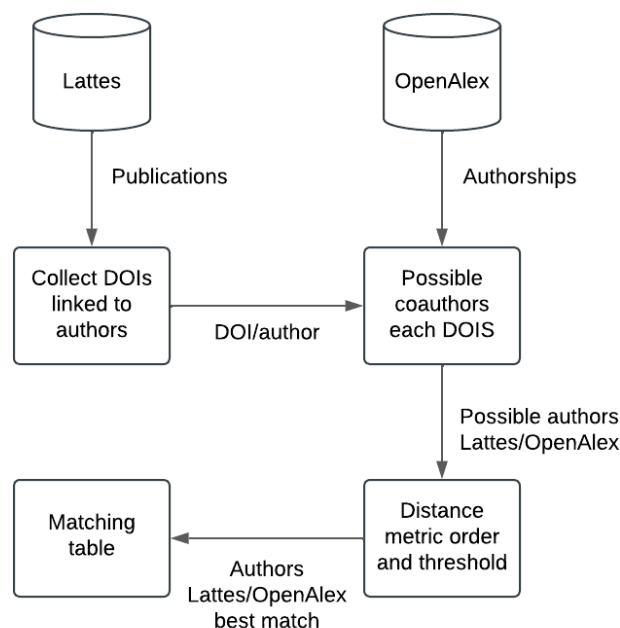 Lattes
OpenAlex
Publications
Authorships
Collect DOIs
linked to
authors
DOI/author
Possible
coauthors
each DOIS
Possible authors
Lattes/OpenAlex
Distance
metric order
and threshold
Authors
Lattes/OpenAlex
best match
Matching
table